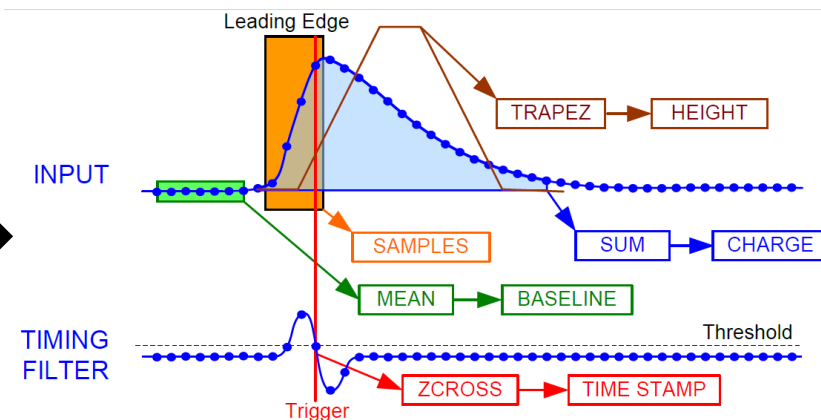 Leading Edge
TRAPEZ
HEIGHT
INPUT
SAMPLES
SUM
CHARGE
MEAN
BASELINE
TIMING
FILTER
Threshold
ZCROSS
TIME STAMP
Trigger